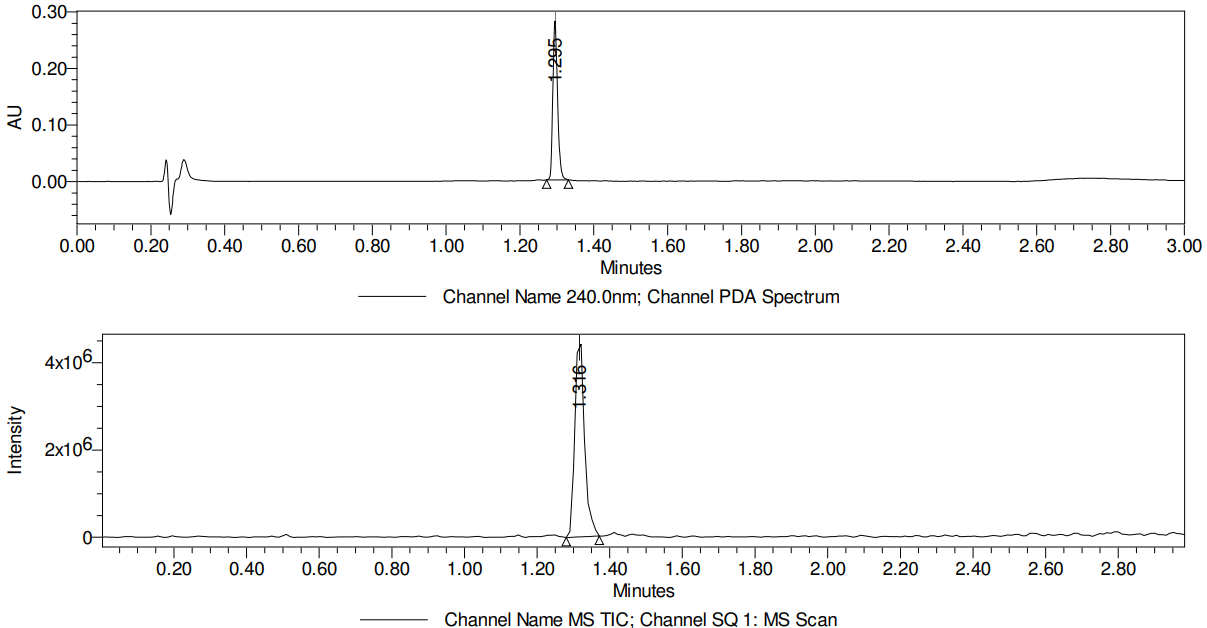 0.30
0.20
0.10
0.00
AU
1.295
0.00 0.20 0.40 0.60 0.80 1.00 1.20 1.40 1.60 1.80 2.00 2.20 2.40 2.60 2.80 3.00
Minutes
Channel Name 240.0nm; Channel PDA Spectrum
4x10⁶
2x10⁶
0
Intensity
1.316
0.20 0.40 0.60 0.80 1.00 1.20 1.40 1.60 1.80 2.00 2.20 2.40 2.60 2.80
Minutes
Channel Name MS TIC; Channel SQ 1: MS Scan